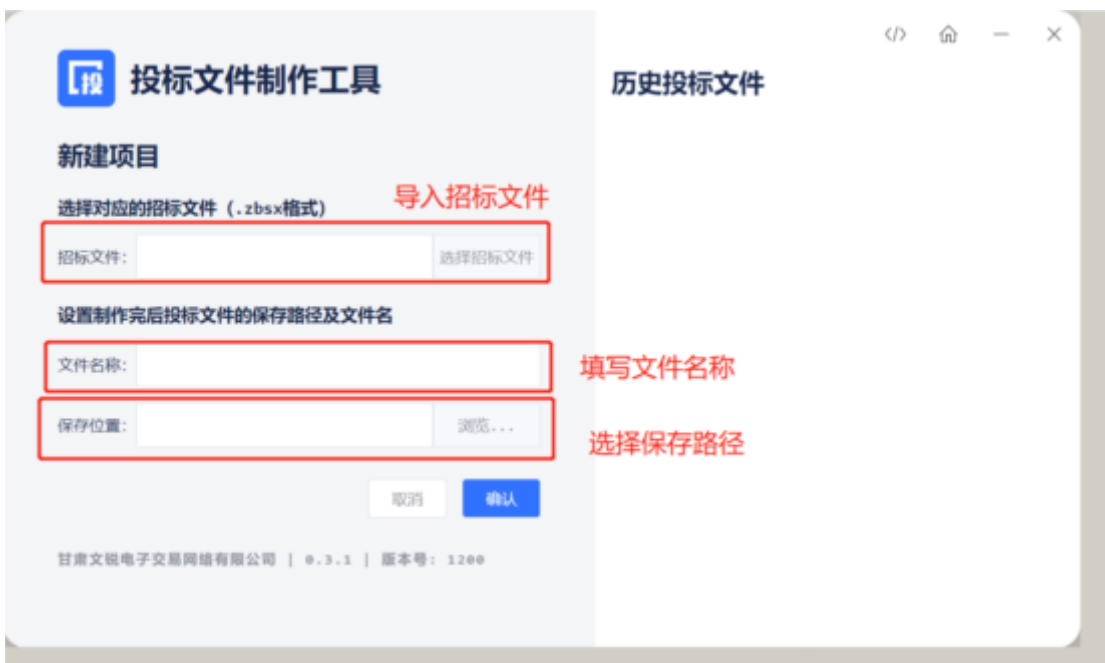 投
投标文件制作工具
新建项目
选择对应的招标文件（.zbsx格式）
导入招标文件
招标文件：
选择招标文件
设置制作完后投标文件的保存路径及文件名
文件名称：
填写文件名称
保存位置：
浏览...
选择保存路径
取消
确认
甘肃文锐电子交易网络有限公司 | 0.3.1 | 版本号: 1200
</>
历史投标文件